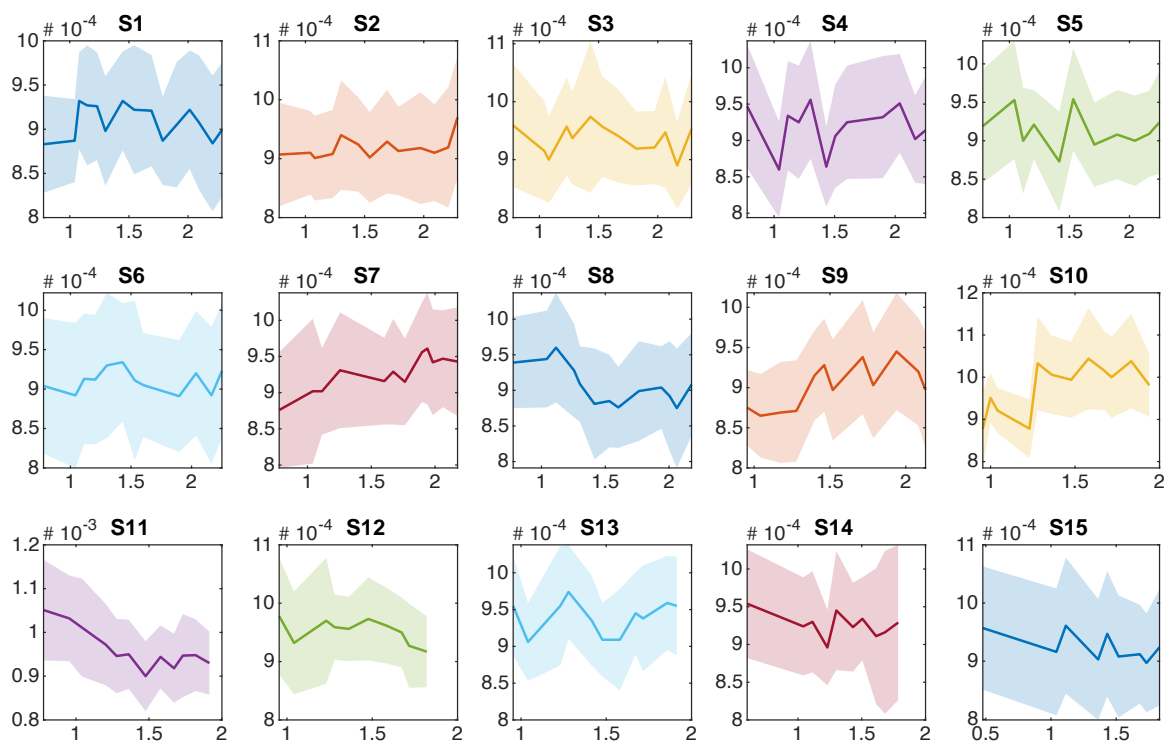 # 10^-4 S1 # 10^-4 S2 # 10^-4 S3 # 10^-4 S4 # 10^-4 S5
10 11 11 10 10
9.5 10 10 9.5 9.5
9 9 9 9 9
8.5 8.5 8.5
8 8 8 8 8
1 1.5 2 1 1.5 2 1 1.5 2 1 1.5 2 1 1.5 2
# 10^-4 S6 # 10^-4 S7 # 10^-4 S8 # 10^-4 S9 # 10^-4 S10
10 10 10 10 12
9.5 9.5 9.5 9.5 11
9 9 9 9 10
8.5 8.5 8.5 8.5 9
8 8 8 8 8
1 1.5 2 1 1.5 2 1 1.5 2 1 1.5 2 1 1.5 2
# 10^-3 S11 # 10^-4 S12 # 10^-4 S13 # 10^-4 S14 # 10^-4 S15
1.2 11 10 10 11
1.1 10 9.5 9.5 10
1 9 9 9 9
0.9 8.5 8.5
0.8 8 8 8 8
1 1.5 2 1 1.5 2 1 1.5 2 1 1.5 2 0.5 1 1.5